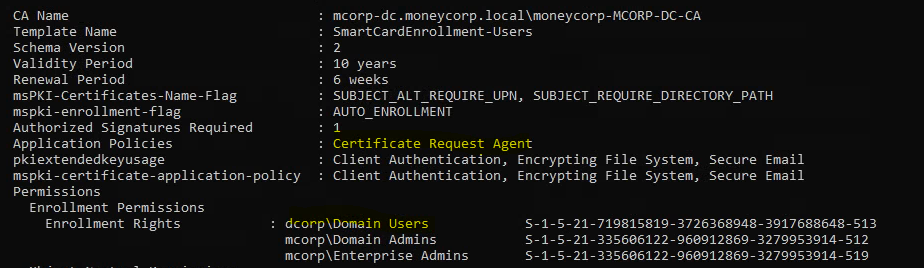 CA Name : mcorp-dc.moneycorp.local\moneycorp-MCORP-DC-CA
Template Name : SmartCardEnrollment-Users
Schema Version : 2
Validity Period : 10 years
Renewal Period : 6 weeks
msPKI-Certificates-Name-Flag : SUBJECT_ALT_REQUIRE_UPN, SUBJECT_REQUIRE_DIRECTORY_PATH
mspki-enrollment-flag : AUTO_ENROLLMENT
Authorized Signatures Required : 1
Application Policies : Certificate Request Agent
pkiextendedkeyusage : Client Authentication, Encrypting File System, Secure Email
mspki-certificate-application-policy : Client Authentication, Encrypting File System, Secure Email
Permissions
Enrollment Permissions
Enrollment Rights : dcorp\Domain Users S-1-5-21-719815819-3726368948-3917688648-513
mcorp\Domain Admins S-1-5-21-335606122-960912869-3279953914-512
mcorp\Enterprise Admins S-1-5-21-335606122-960912869-3279953914-519